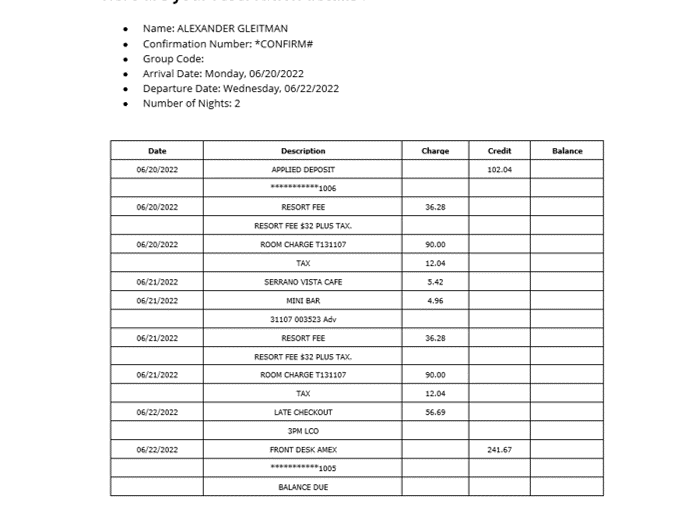 Name: ALEXANDER GLEITMAN
Confirmation Number: *CONFIRM#
Group Code:
Arrival Date: Monday, 06/20/2022
Departure Date: Wednesday, 06/22/2022
Number of Nights: 2
Date Description Charge Credit Balance
06/20/2022 APPLIED DEPOSIT 102.04
***********1006
06/20/2022 RESORT FEE 36.28
RESORT FEE $32 PLUS TAX.
06/20/2022 ROOM CHARGE T131107 90.00
TAX 12.04
06/21/2022 SERRANO VISTA CAFE 5.42
06/21/2022 MINI BAR 4.96
31107 003523 Adv
06/21/2022 RESORT FEE 36.28
RESORT FEE $32 PLUS TAX.
06/21/2022 ROOM CHARGE T131107 90.00
TAX 12.04
06/22/2022 LATE CHECKOUT 56.69
3PM LCO
06/22/2022 FRONT DESK AMEX 241.67
***********1005
BALANCE DUE